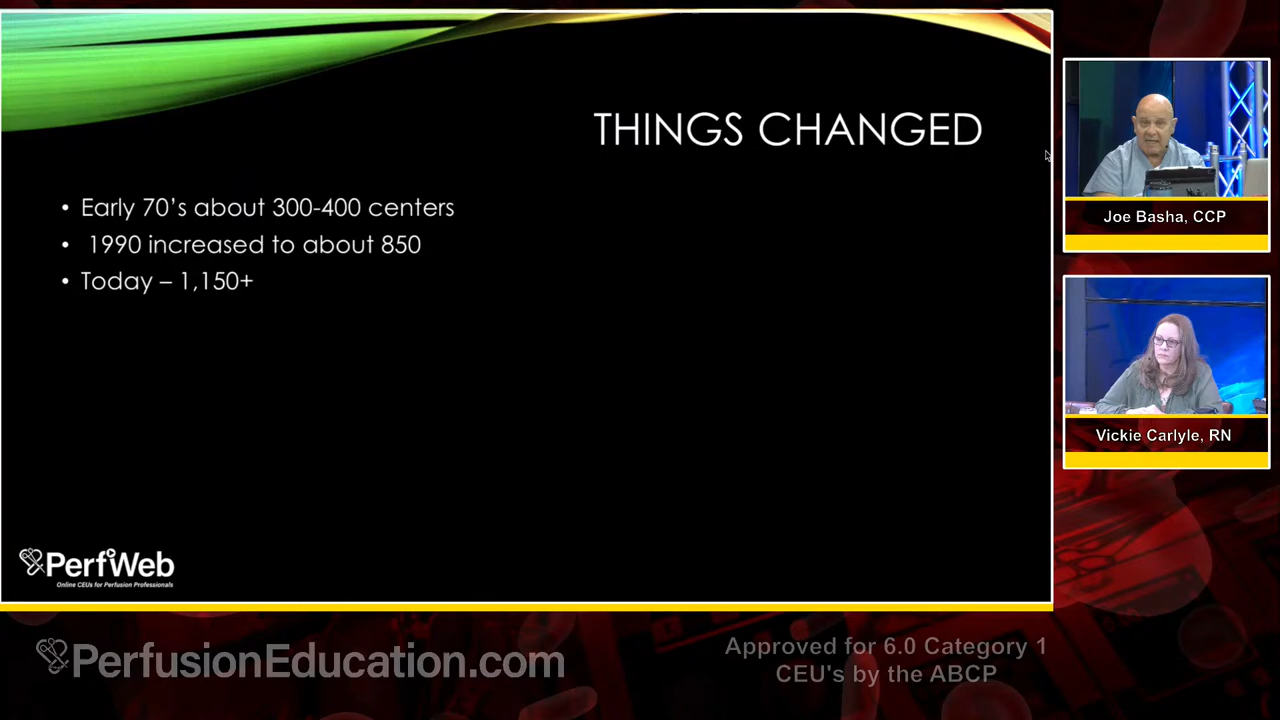 THINGS CHANGED
• Early 70's about 300-400 centers
• 1990 increased to about 850
• Today – 1,150+
PerfWeb
Online CEUs for Perfusion Professionals
Joe Basha, CCP
Vickie Carlyle, RN
PerfusionEducation.com
Approved for 6.0 Category 1
CEU's by the ABCP